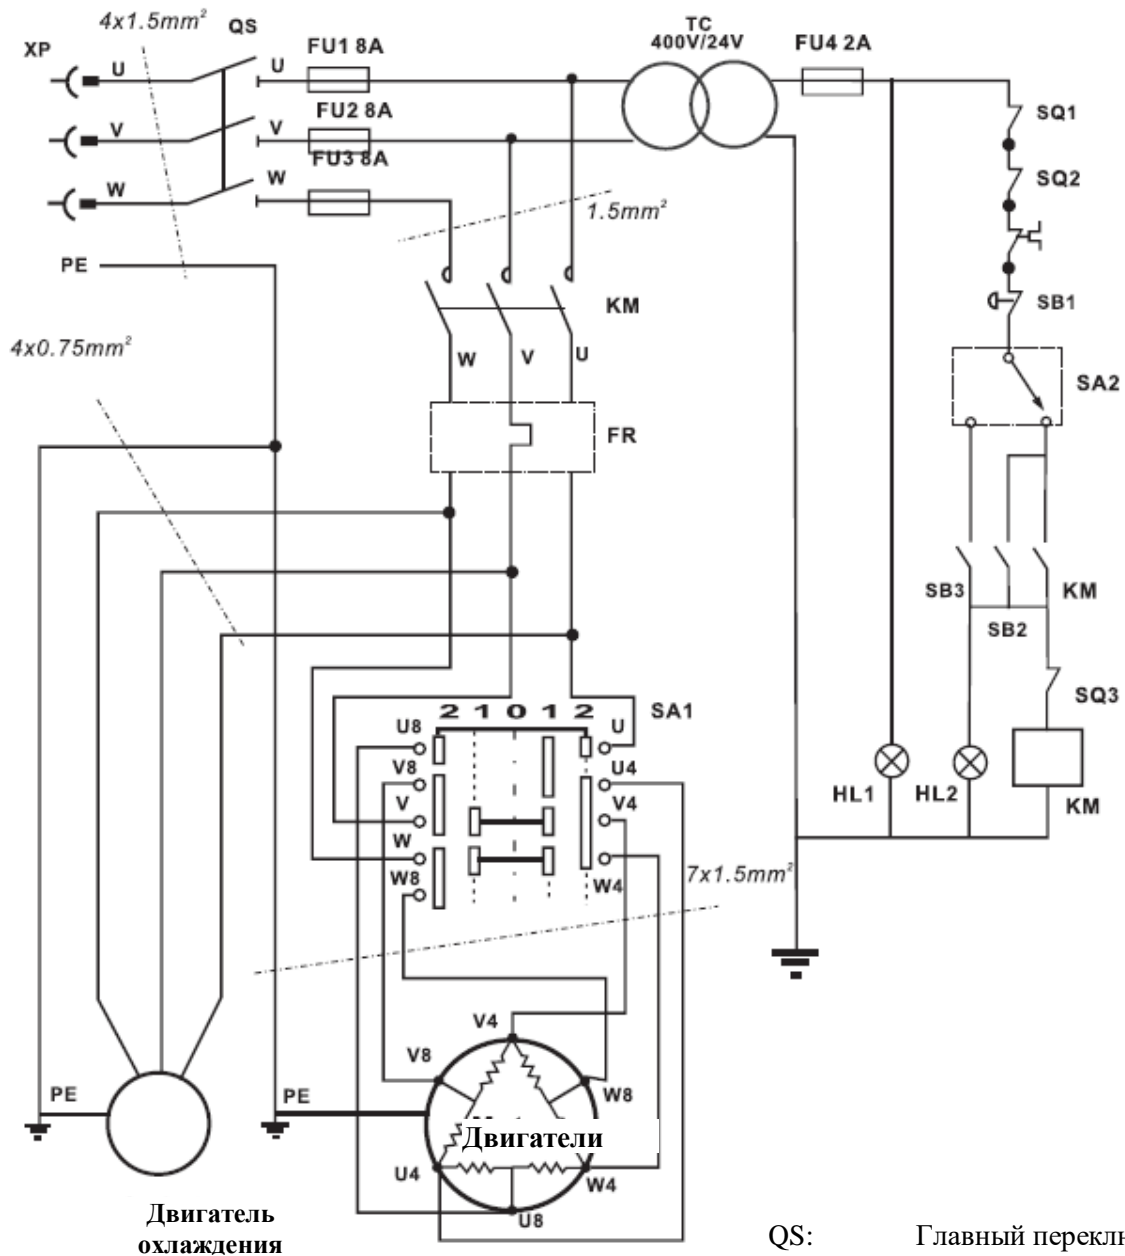 4x1.5mm²
QS
TC
400V/24V
XP
FU1 8A
FU4 2A
U
U
FU2 8A
SQ1
V
V
FU3 8A
SQ2
W
W
1.5mm²
PE
SB1
KM
4x0.75mm²
W
V
U
SA2
FR
SB3
KM
SB2
SQ3
2 1 0 1 2
SA1
U8
U
V8
U4
V
V4
HL1
HL2
KM
W
W8
W4
7x1.5mm²
V4
V8
PE
PE
W8
Двигатели
U4
W4
U8
Двигатель
охлаждения
QS:
Главный перекл